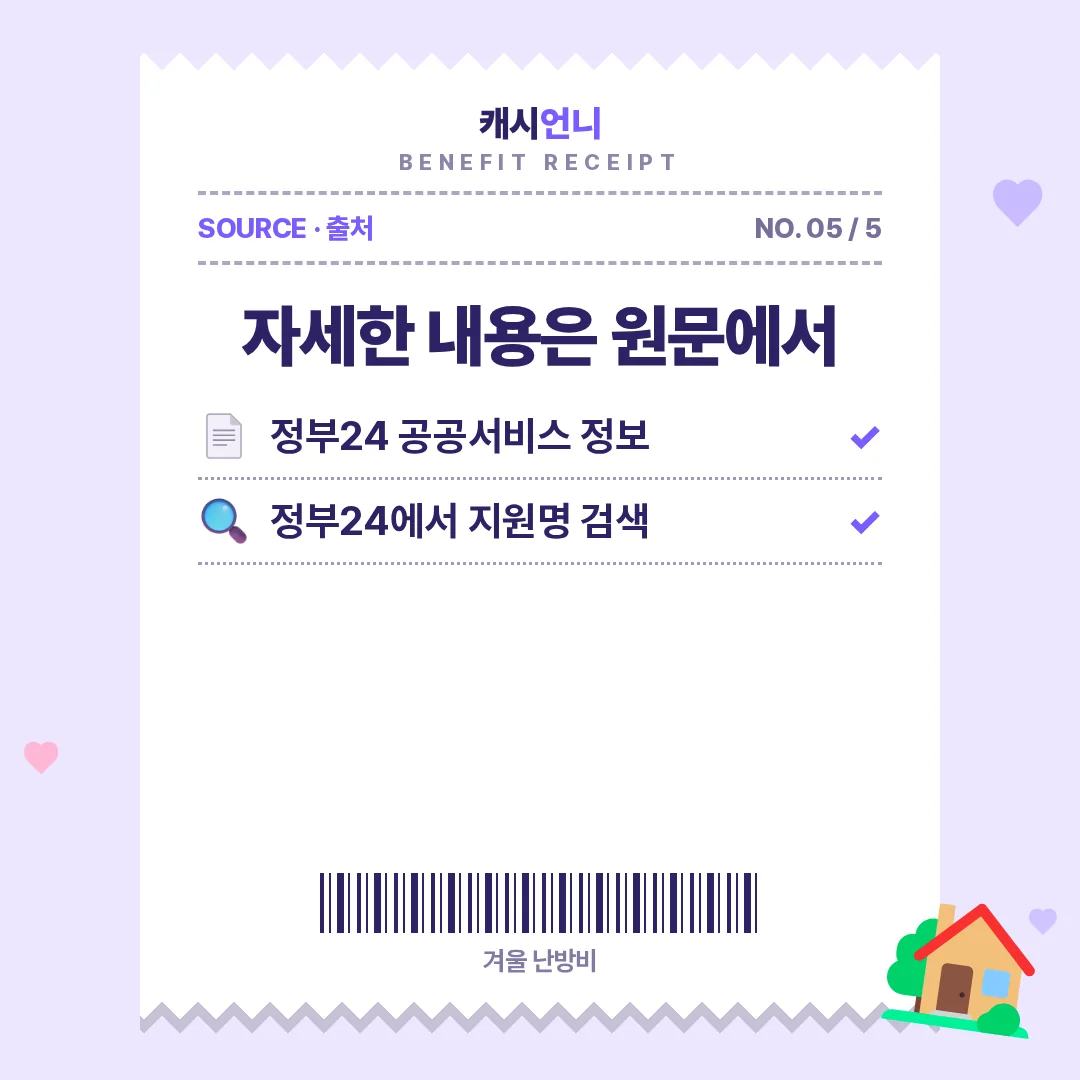 캐시언니
BENEFIT RECEIPT
SOURCE · 출처
NO. 05 / 5
자세한 내용은 원문에서
정부24 공공서비스 정보
정부24에서 지원명 검색
겨울 난방비